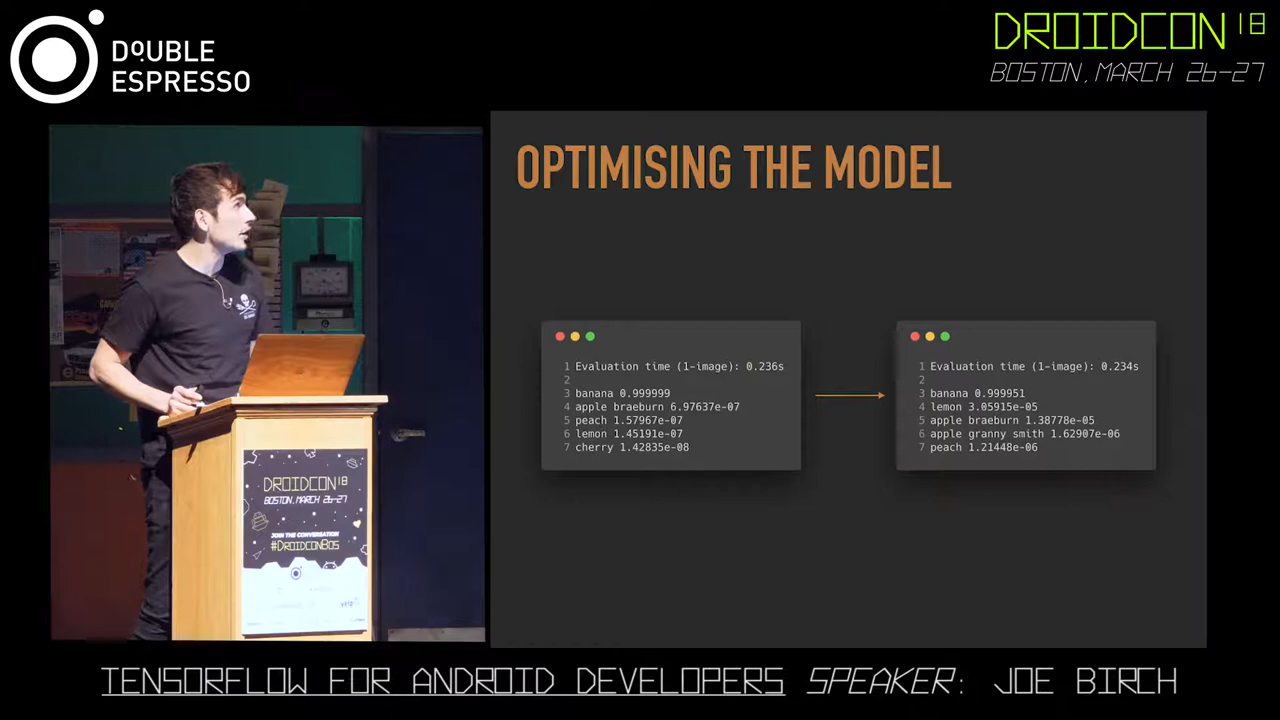 DOUBLE
ESPRESSO
DROIDCON 18
BOSTON, MARCH 26-27
OPTIMISING THE MODEL
1 Evaluation time (1-image): 0.236s
2
3 banana 0.999999
4 apple braeburn 6.97637e-07
5 peach 1.57967e-07
6 lemon 1.45191e-07
7 cherry 1.42835e-08
1 Evaluation time (1-image): 0.234s
2
3 banana 0.999951
4 lemon 3.05915e-05
5 apple braeburn 1.38778e-05
6 apple granny smith 1.62907e-06
7 peach 1.21448e-06
DROIDCON 18
BOSTON, MARCH 26-27
JOIN THE CONVERSATION!
#DROIDCONBOS
yelp
TENSORFLOW FOR ANDROID DEVELOPERS SPEAKER: JOE BIRCH